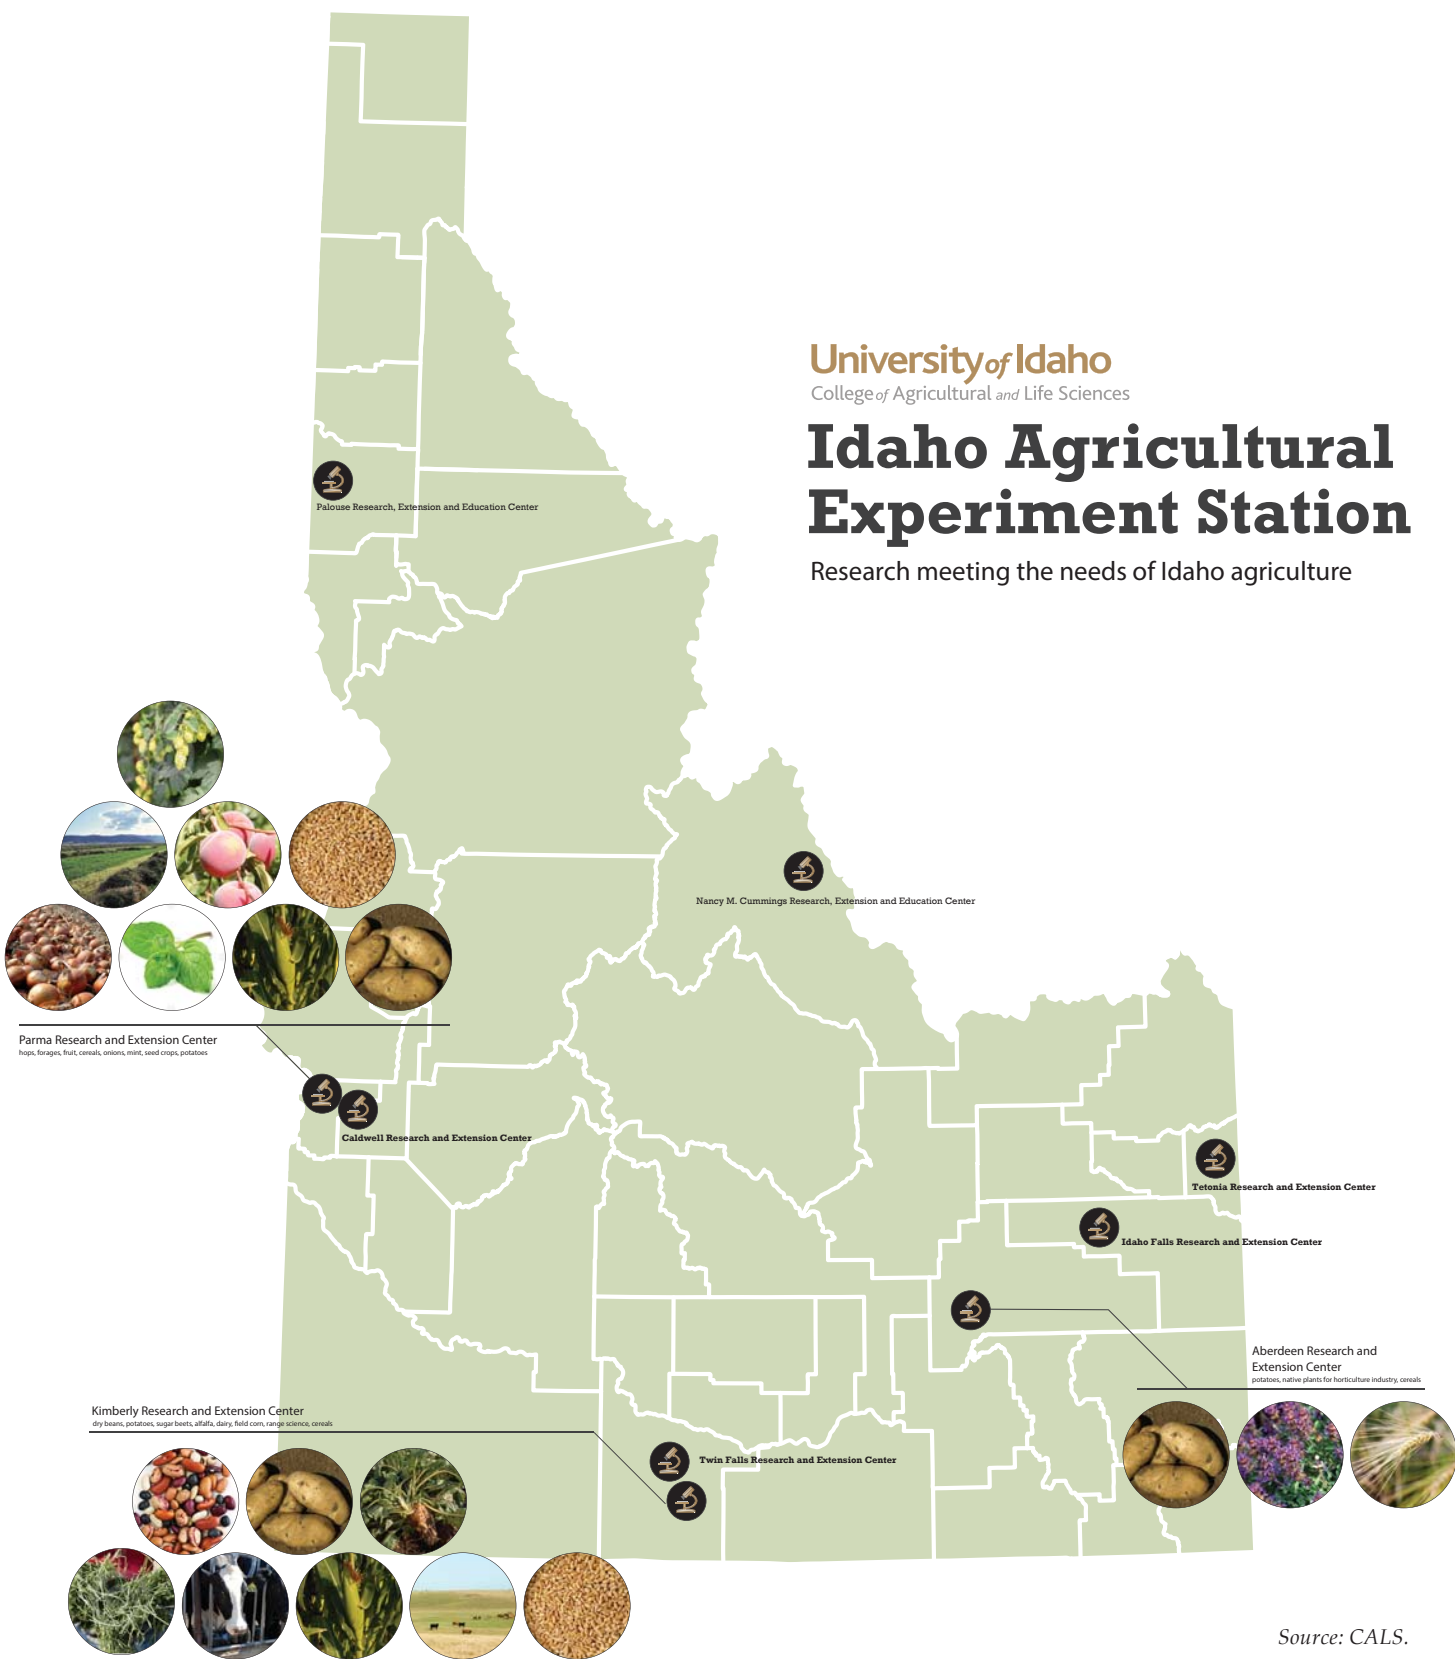 University of Idaho
College of Agricultural and Life Sciences
Idaho Agricultural
Experiment Station
Research meeting the needs of Idaho agriculture
Palouse Research, Extension and Education Center
Nancy M. Cummings Research, Extension and Education Center
Parma Research and Extension Center
hops, forages, fruit, cereals, onions, mint, seed crops, potatoes
Caldwell Research and Extension Center
Tetonia Research and Extension Center
Idaho Falls Research and Extension Center
Aberdeen Research and
Extension Center
potatoes, native plants for horticulture industry, cereals
Kimberly Research and Extension Center
dry beans, potatoes, sugar beets, alfalfa, dairy, field corn, range science, cereals
Twin Falls Research and Extension Center
Source: CALS.